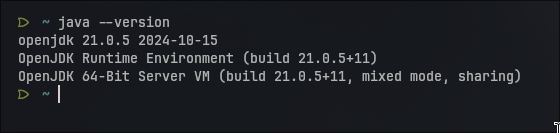 ~ java --version
openjdk 21.0.5 2024-10-15
OpenJDK Runtime Environment (build 21.0.5+11)
OpenJDK 64-Bit Server VM (build 21.0.5+11, mixed mode, sharing)
~